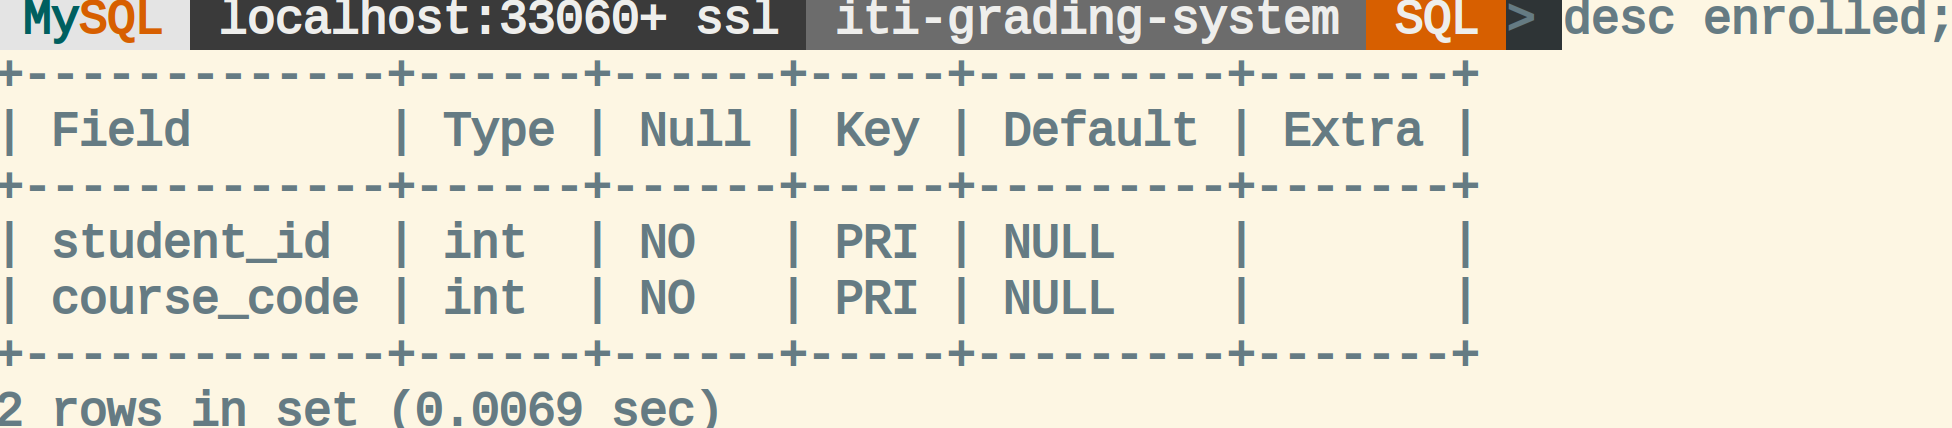 MySQL localhost:33060+ ssl iti-grading-system SQL > desc enrolled;
+-------------+------+------+-----+---------+-------+
| Field       | Type | Null | Key | Default | Extra |
+-------------+------+------+-----+---------+-------+
| student_id  | int  | NO   | PRI | NULL    |       |
| course_code | int  | NO   | PRI | NULL    |       |
+-------------+------+------+-----+---------+-------+
2 rows in set (0.0069 sec)